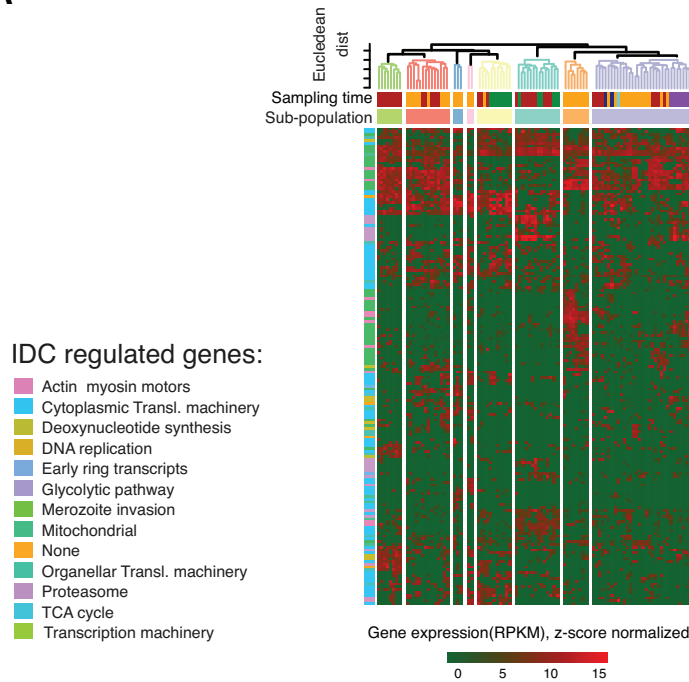 Eucledean
dist
Sampling time
Sub-population
IDC regulated genes:
Actin myosin motors
Cytoplasmic Transl. machinery
Deoxynucleotide synthesis
DNA replication
Early ring transcripts
Glycolytic pathway
Merozoite invasion
Mitochondrial
None
Organellar Transl. machinery
Proteasome
TCA cycle
Transcription machinery
Gene expression(RPKM), z-score normalized
0 5 10 15